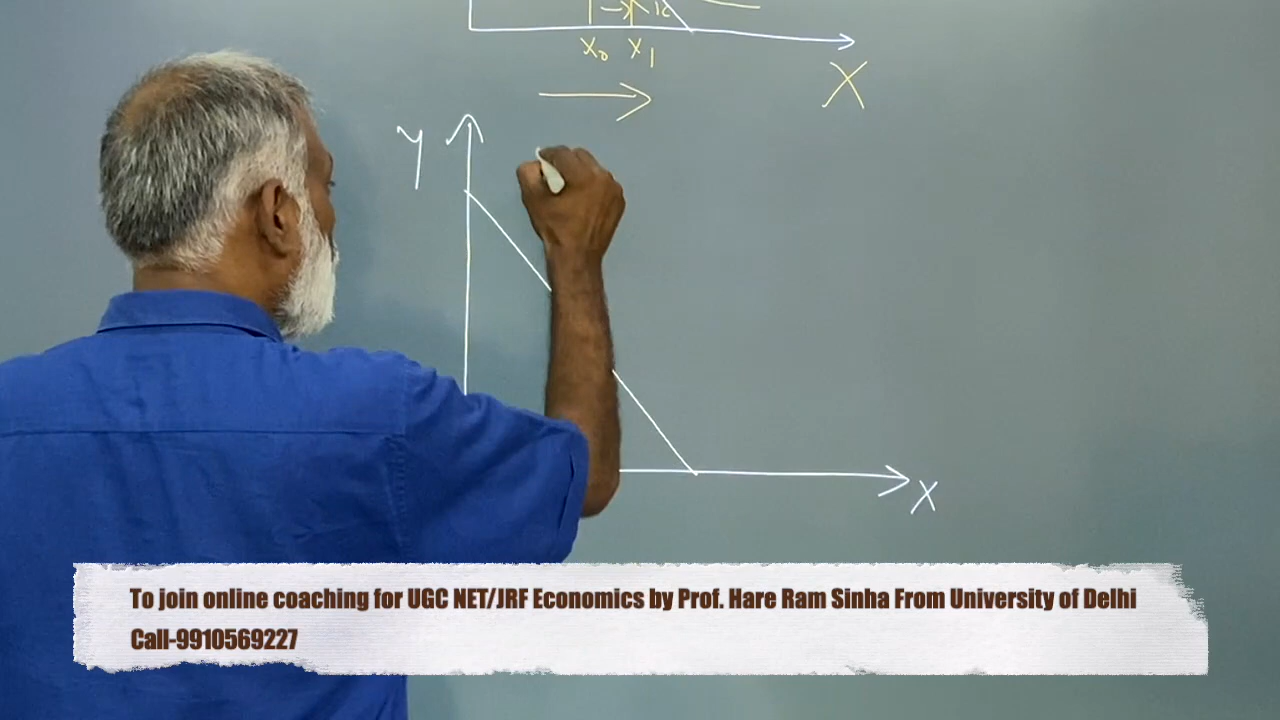 X₀ X₁
X
Y
X
To join online coaching for UGC NET/JRF Economics by Prof. Hare Ram Sinha From University of Delhi
Call-9910569227